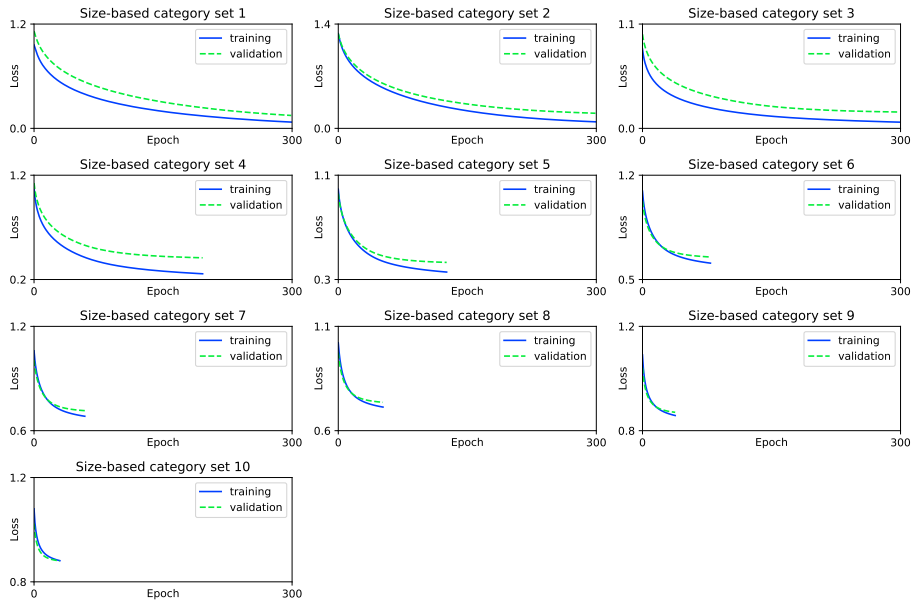 Size-based category set 1
1.2
Loss
training
validation
0.0
0
Epoch
300
Size-based category set 2
1.4
Loss
training
validation
0.0
0
Epoch
300
Size-based category set 3
1.1
Loss
training
validation
0.0
0
Epoch
300
Size-based category set 4
1.2
Loss
training
validation
0.2
0
Epoch
300
Size-based category set 5
1.1
Loss
training
validation
0.3
0
Epoch
300
Size-based category set 6
1.2
Loss
training
validation
0.5
0
Epoch
300
Size-based category set 7
1.2
Loss
training
validation
0.6
0
Epoch
300
Size-based category set 8
1.1
Loss
training
validation
0.6
0
Epoch
300
Size-based category set 9
1.2
Loss
training
validation
0.8
0
Epoch
300
Size-based category set 10
1.2
Loss
training
validation
0.8
0
Epoch
300